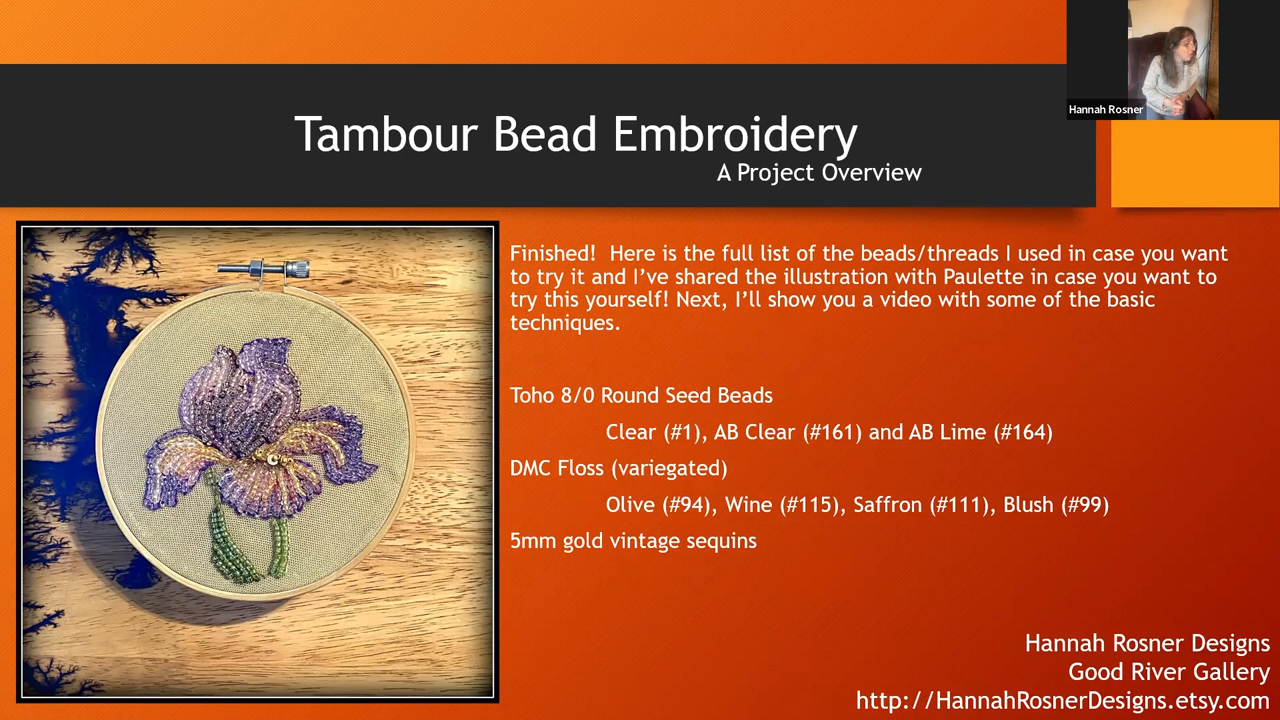 Hannah Rosner
Tambour Bead Embroidery
A Project Overview
Finished!  Here is the full list of the beads/threads I used in case you want
to try it and I’ve shared the illustration with Paulette in case you want to
try this yourself! Next, I’ll show you a video with some of the basic
techniques.
Toho 8/0 Round Seed Beads
Clear (#1), AB Clear (#161) and AB Lime (#164)
DMC Floss (variegated)
Olive (#94), Wine (#115), Saffron (#111), Blush (#99)
5mm gold vintage sequins
Hannah Rosner Designs
Good River Gallery
http://HannahRosnerDesigns.etsy.com